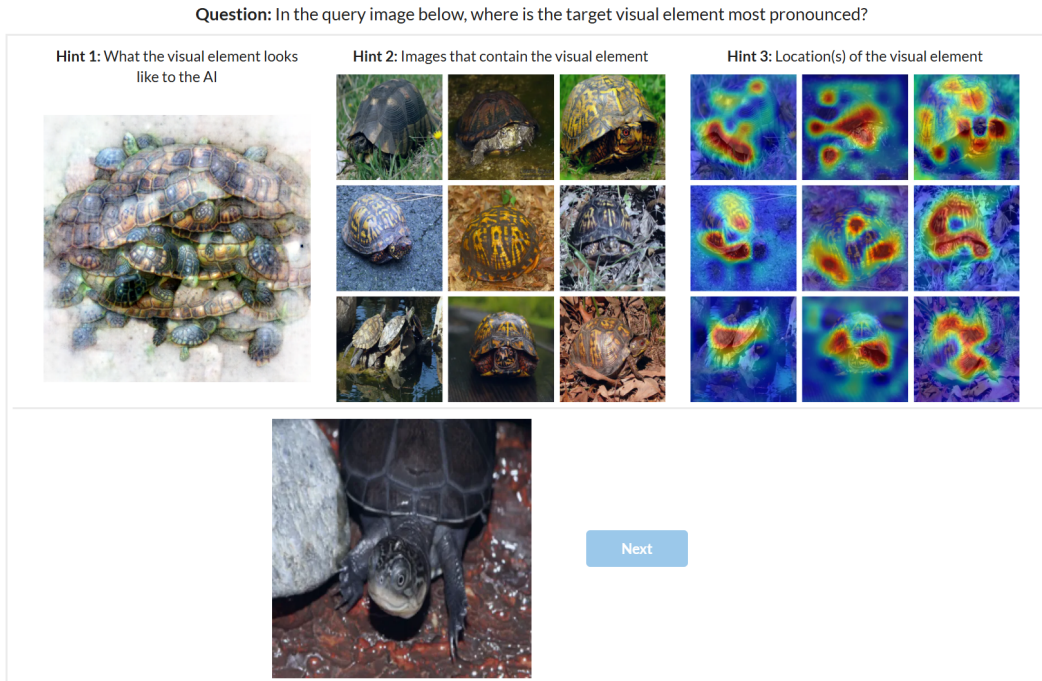 Question: In the query image below, where is the target visual element most pronounced?
Hint 1: What the visual element looks
like to the AI
Hint 2: Images that contain the visual element
Hint 3: Location(s) of the visual element
Next